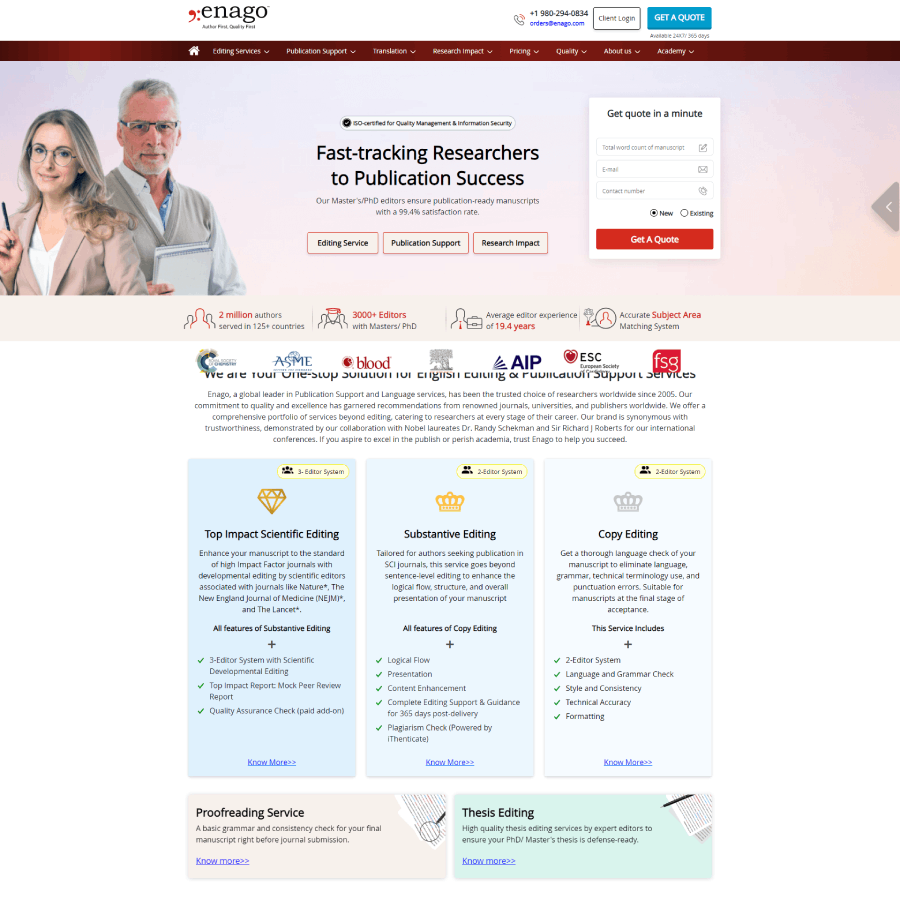 enago™
Author First, Quality First
+1 980-294-0834
orders@enago.com
Client Login
GET A QUOTE
Available 24X7/ 365 days
Editing Services
Publication Support
Translation
Research Impact
Pricing
Quality
About us
Academy
ISO-certified for Quality Management & Information Security
Fast-tracking Researchers
to Publication Success
Our Master's/PhD editors ensure publication-ready manuscripts
with a 99.4% satisfaction rate.
Editing Service
Publication Support
Research Impact
Get quote in a minute
Total word count of manuscript
E-mail
Contact number
New
Existing
Get A Quote
2 million authors
served in 125+ countries
3000+ Editors
with Masters/ PhD
Average editor experience
of 19.4 years
Accurate Subject Area
Matching System
ASME
blood
AIP
ESC
European Society
fsg
We are Your One-stop Solution for English Editing & Publication Support Services
Enago, a global leader in Publication Support and Language services, has been the trusted choice of researchers worldwide since 2005. Our
commitment to quality and excellence has garnered recommendations from renowned journals, universities, and publishers worldwide. We offer a
comprehensive portfolio of services beyond editing, catering to researchers at every stage of their career. Our brand is synonymous with
trustworthiness, demonstrated by our collaboration with Nobel laureates Dr. Randy Schekman and Sir Richard J Roberts for our international
conferences. If you aspire to excel in the publish or perish academia, trust Enago to help you succeed.
3- Editor System
Top Impact Scientific Editing
Enhance your manuscript to the standard
of high Impact Factor journals with
developmental editing by scientific editors
associated with journals like Nature*, The
New England Journal of Medicine (NEJM)*,
and The Lancet*.
All features of Substantive Editing
+
3-Editor System with Scientific
Developmental Editing
Top Impact Report: Mock Peer Review
Report
Quality Assurance Check (paid add-on)
Know More>>
2-Editor System
Substantive Editing
Tailored for authors seeking publication in
SCI journals, this service goes beyond
sentence-level editing to enhance the
logical flow, structure, and overall
presentation of your manuscript
All features of Copy Editing
+
Logical Flow
Presentation
Content Enhancement
Complete Editing Support & Guidance
for 365 days post-delivery
Plagiarism Check (Powered by
iThenticate)
Know More>>
2-Editor System
Copy Editing
Get a thorough language check of your
manuscript to eliminate language,
grammar, technical terminology use, and
punctuation errors. Suitable for
manuscripts at the final stage of
acceptance.
This Service Includes
+
2-Editor System
Language and Grammar Check
Style and Consistency
Technical Accuracy
Formatting
Know More>>
Proofreading Service
A basic grammar and consistency check for your final
manuscript right before journal submission.
Know more>>
Thesis Editing
High quality thesis editing services by expert editors to
ensure your PhD/ Master's thesis is defense-ready.
Know more>>